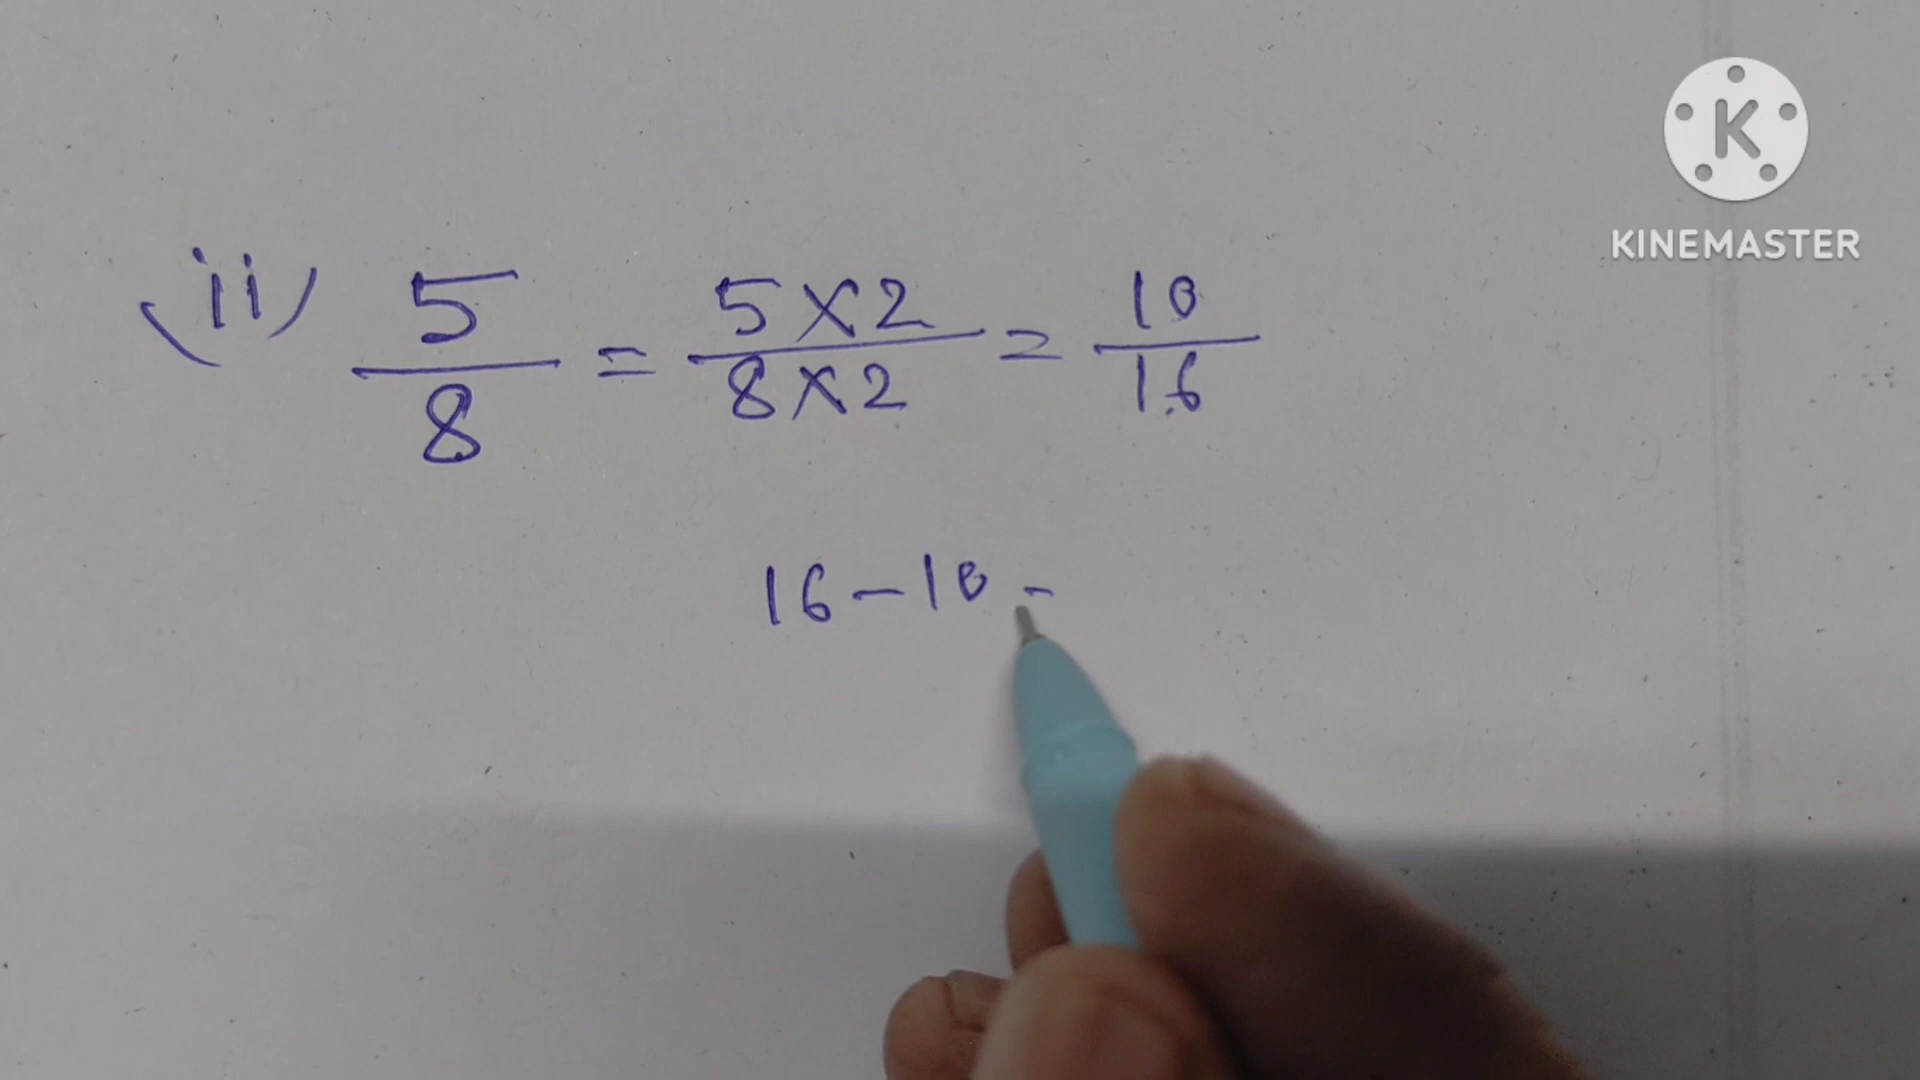 K
KINEMASTER
(ii) 5/8 = 5×2/8×2 = 10/16
16-10 -